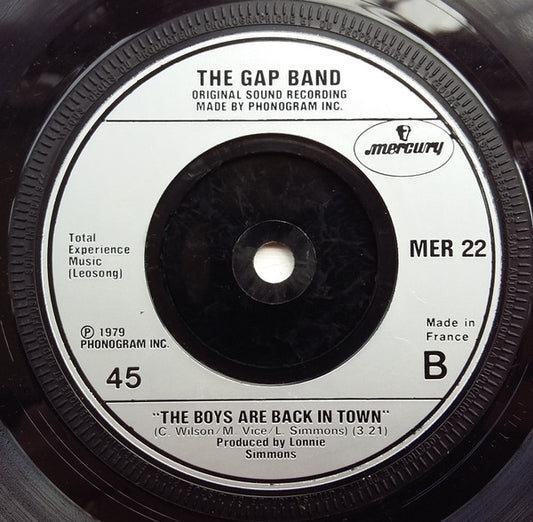 THE GAP BAND
ORIGINAL SOUND RECORDING
MADE BY PHONOGRAM INC.
mercury
Total
Experience
Music
(Leosong)
MER 22
℗ 1979
PHONOGRAM INC.
Made in
France
45
B
"THE BOYS ARE BACK IN TOWN"
(C. Wilson/M. Vice/L. Simmons) (3.21)
Produced by Lonnie
Simmons